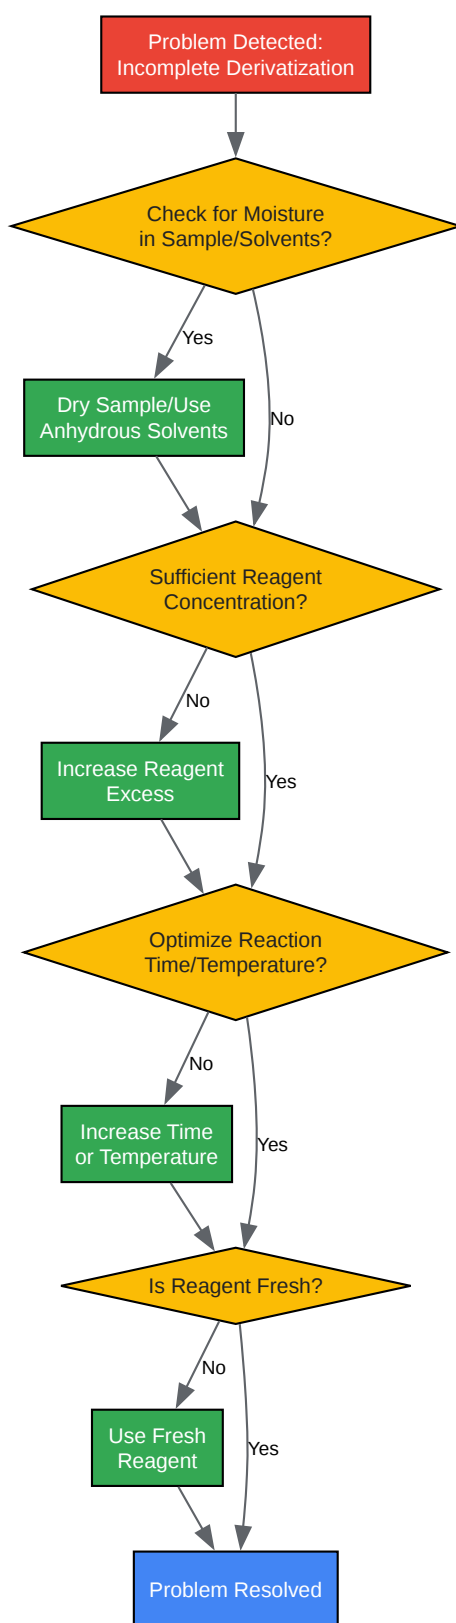 Problem Detected:
Incomplete Derivatization
Check for Moisture
in Sample/Solvents?
Yes
Dry Sample/Use
Anhydrous Solvents
No
Sufficient Reagent
Concentration?
No
Increase Reagent
Excess
Yes
Optimize Reaction
Time/Temperature?
No
Increase Time
or Temperature
Yes
Is Reagent Fresh?
No
Use Fresh
Reagent
Yes
Problem Resolved